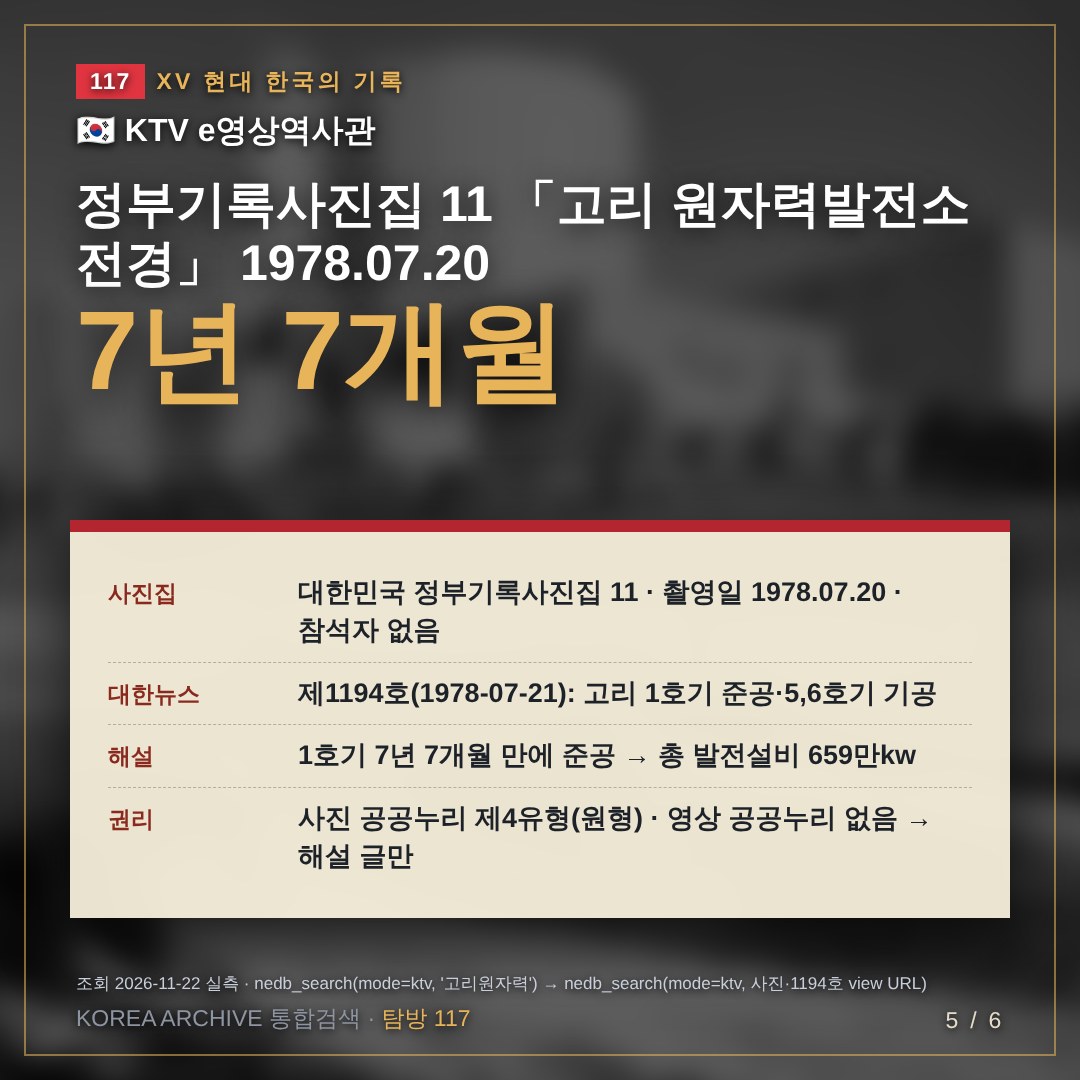 117 XV 현대 한국의 기록
🇰🇷 KTV e영상역사관
정부기록사진집 11 「고리 원자력발전소
전경」 1978.07.20
7년 7개월
사진집 대한민국 정부기록사진집 11 · 촬영일 1978.07.20 ·
참석자 없음
대한뉴스 제1194호(1978-07-21): 고리 1호기 준공·5,6호기 기공
해설 1호기 7년 7개월 만에 준공 → 총 발전설비 659만kw
권리 사진 공공누리 제4유형(원형) · 영상 공공누리 없음 →
해설 글만
조회 2026-11-22 실측 · nedb_search(mode=ktv, '고리원자력') → nedb_search(mode=ktv, 사진·1194호 view URL)
KOREA ARCHIVE 통합검색 · 탐방 117
5 / 6